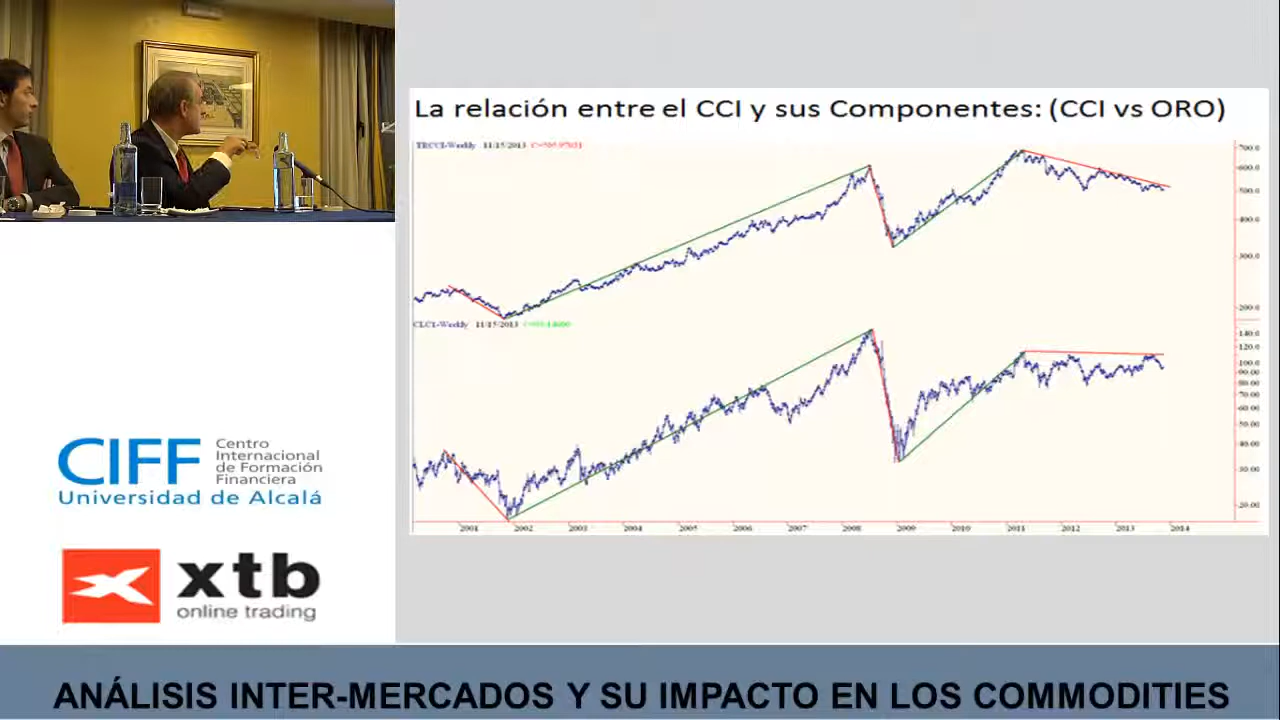 La relación entre el CCI y sus Componentes: (CCI vs ORO)
TRCCI-Weekly 11/15/2013
700.0
600.0
500.0
400.0
300.0
200.0
CLC1-Weekly 11/15/2013
140.0
120.0
100.0
90.00
80.00
70.00
60.00
50.00
40.00
30.00
20.00
2001 2002 2003 2004 2005 2006 2007 2008 2009 2010 2011 2012 2013 2014
CIFF
Centro
Internacional
de Formación
Financiera
Universidad de Alcalá
xtb
online trading
ANÁLISIS INTER-MERCADOS Y SU IMPACTO EN LOS COMMODITIES